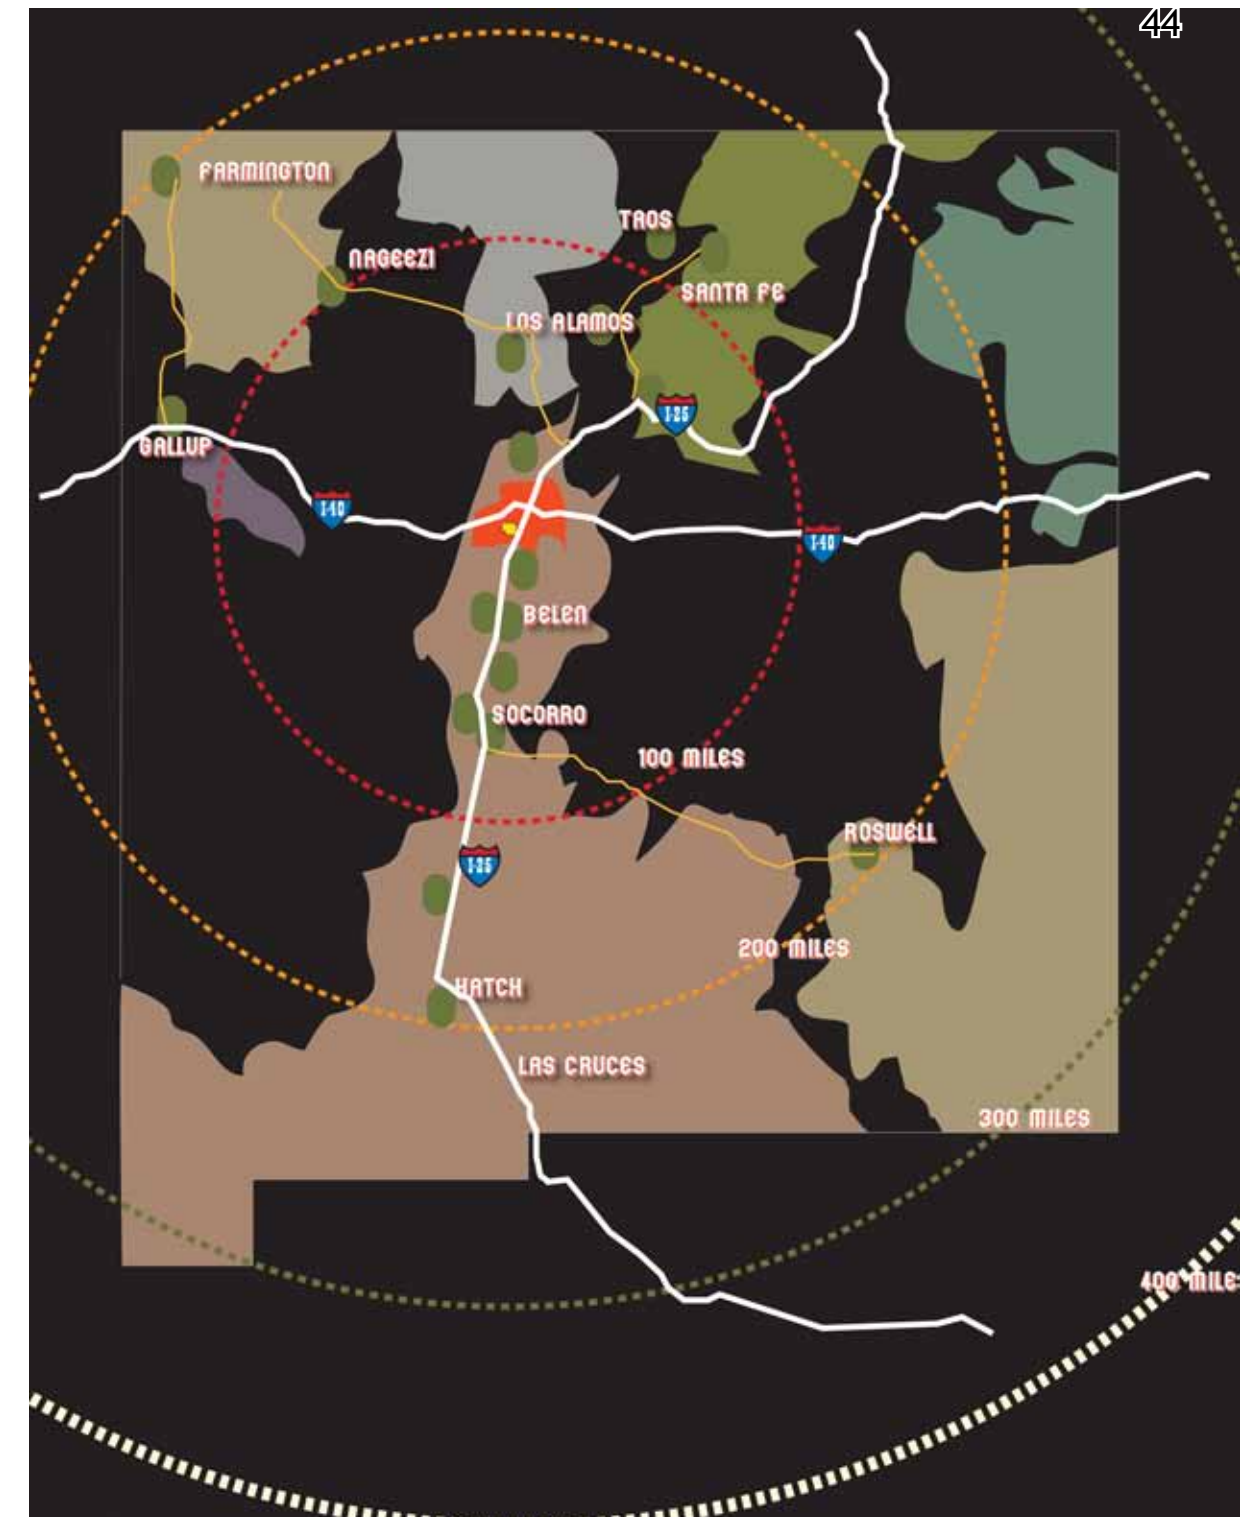 44
FARMINGTON
TAOS
NAGEEZI
SANTA FE
LOS ALAMOS
I-25
GALLUP
I-40
I-40
BELEN
SOCORRO
100 MILES
ROSWELL
I-25
200 MILES
HATCH
LAS CRUCES
300 MILES
400 MILE